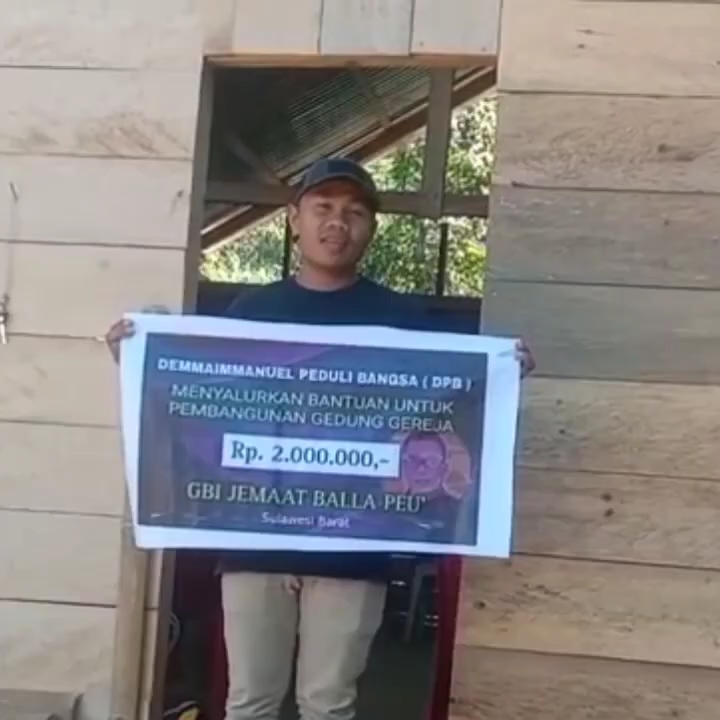 DEMMAIMMANUEL PEDULI BANGSA ( DPB )
MENYALURKAN BANTUAN UNTUK
PEMBANGUNAN GEDUNG GEREJA
Rp. 2.000.000,-
GBI JEMAAT BALLA PEU'
Sulawesi Barat